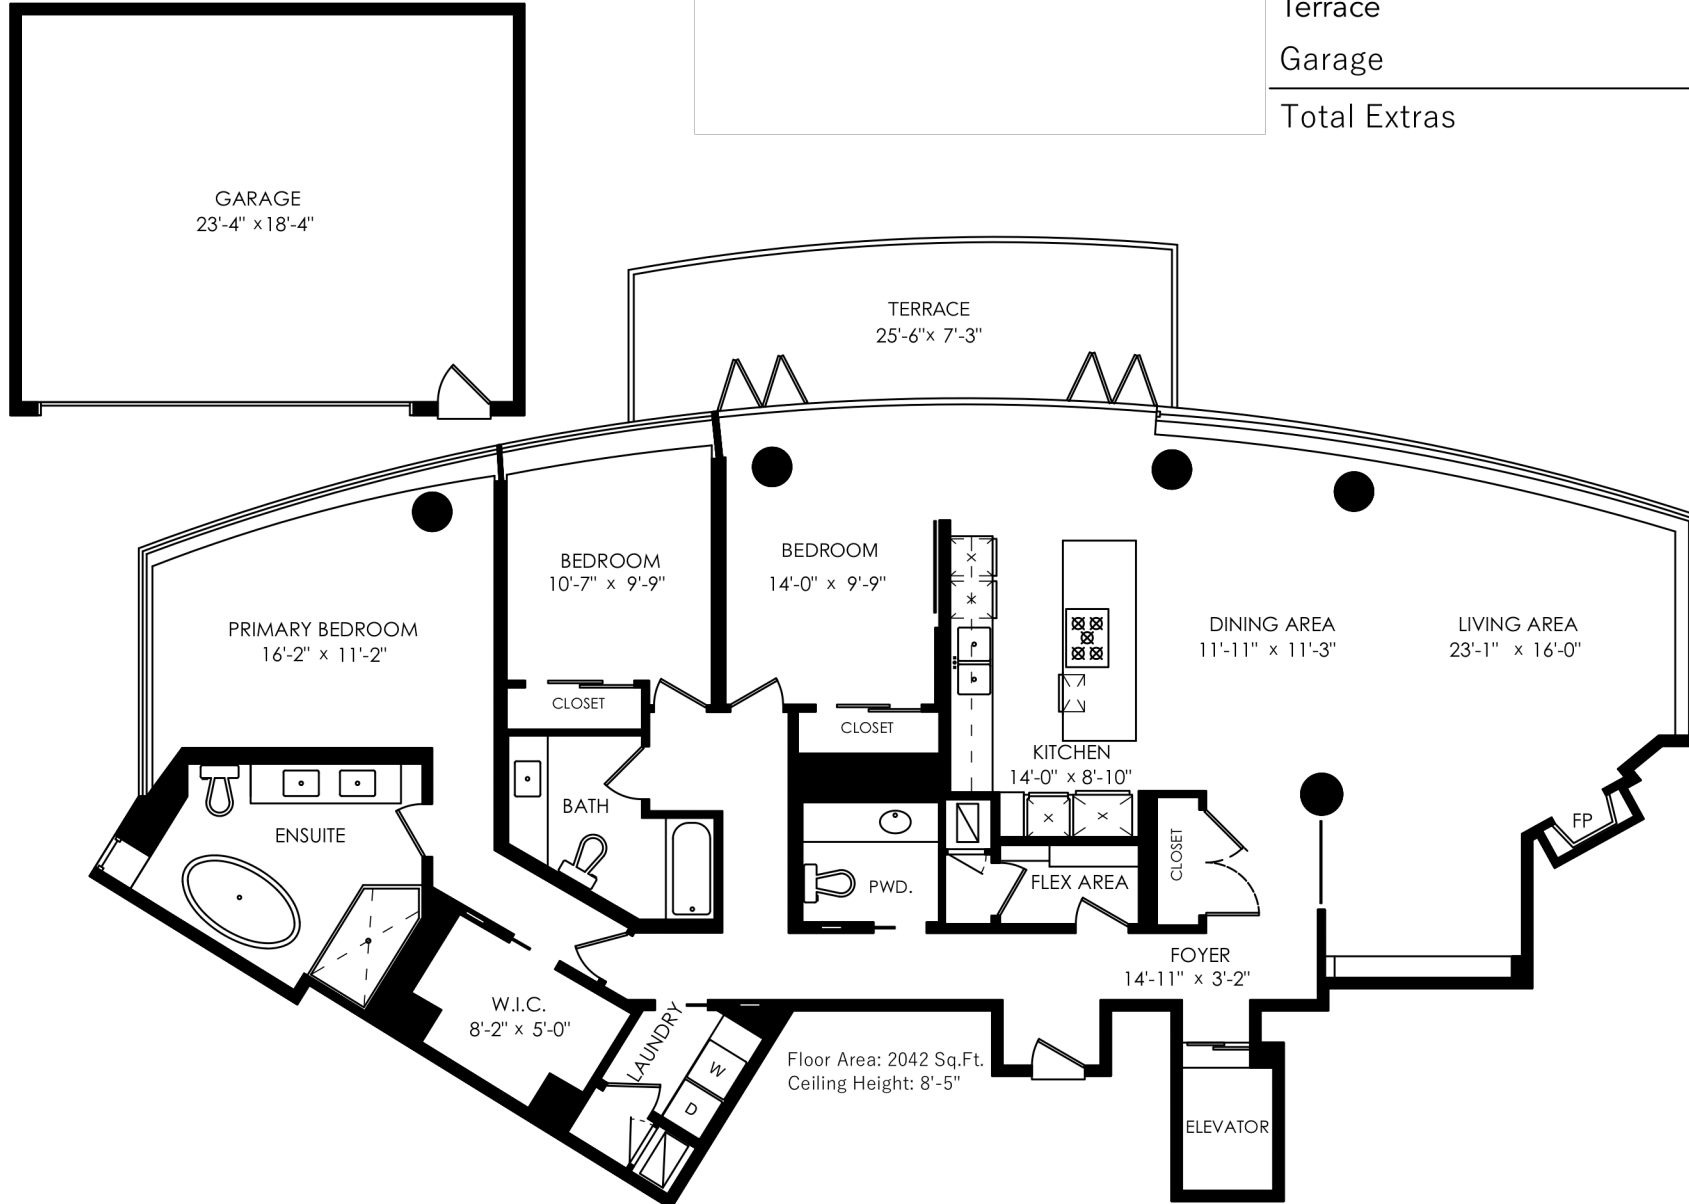 Terrace
Garage
Total Extras
GARAGE
23'-4" x 18'-4"
TERRACE
25'-6" x 7'-3"
BEDROOM
10'-7" x 9'-9"
BEDROOM
14'-0" x 9'-9"
PRIMARY BEDROOM
16'-2" x 11'-2"
DINING AREA
11'-11" x 11'-3"
LIVING AREA
23'-1" x 16'-0"
CLOSET
CLOSET
KITCHEN
14'-0" x 8'-10"
BATH
ENSUITE
FP
CLOSET
PWD.
FLEX AREA
FOYER
14'-11" x 3'-2"
W.I.C.
8'-2" x 5'-0"
LAUNDRY
W
D
Floor Area: 2042 Sq.Ft.
Ceiling Height: 8'-5"
ELEVATOR